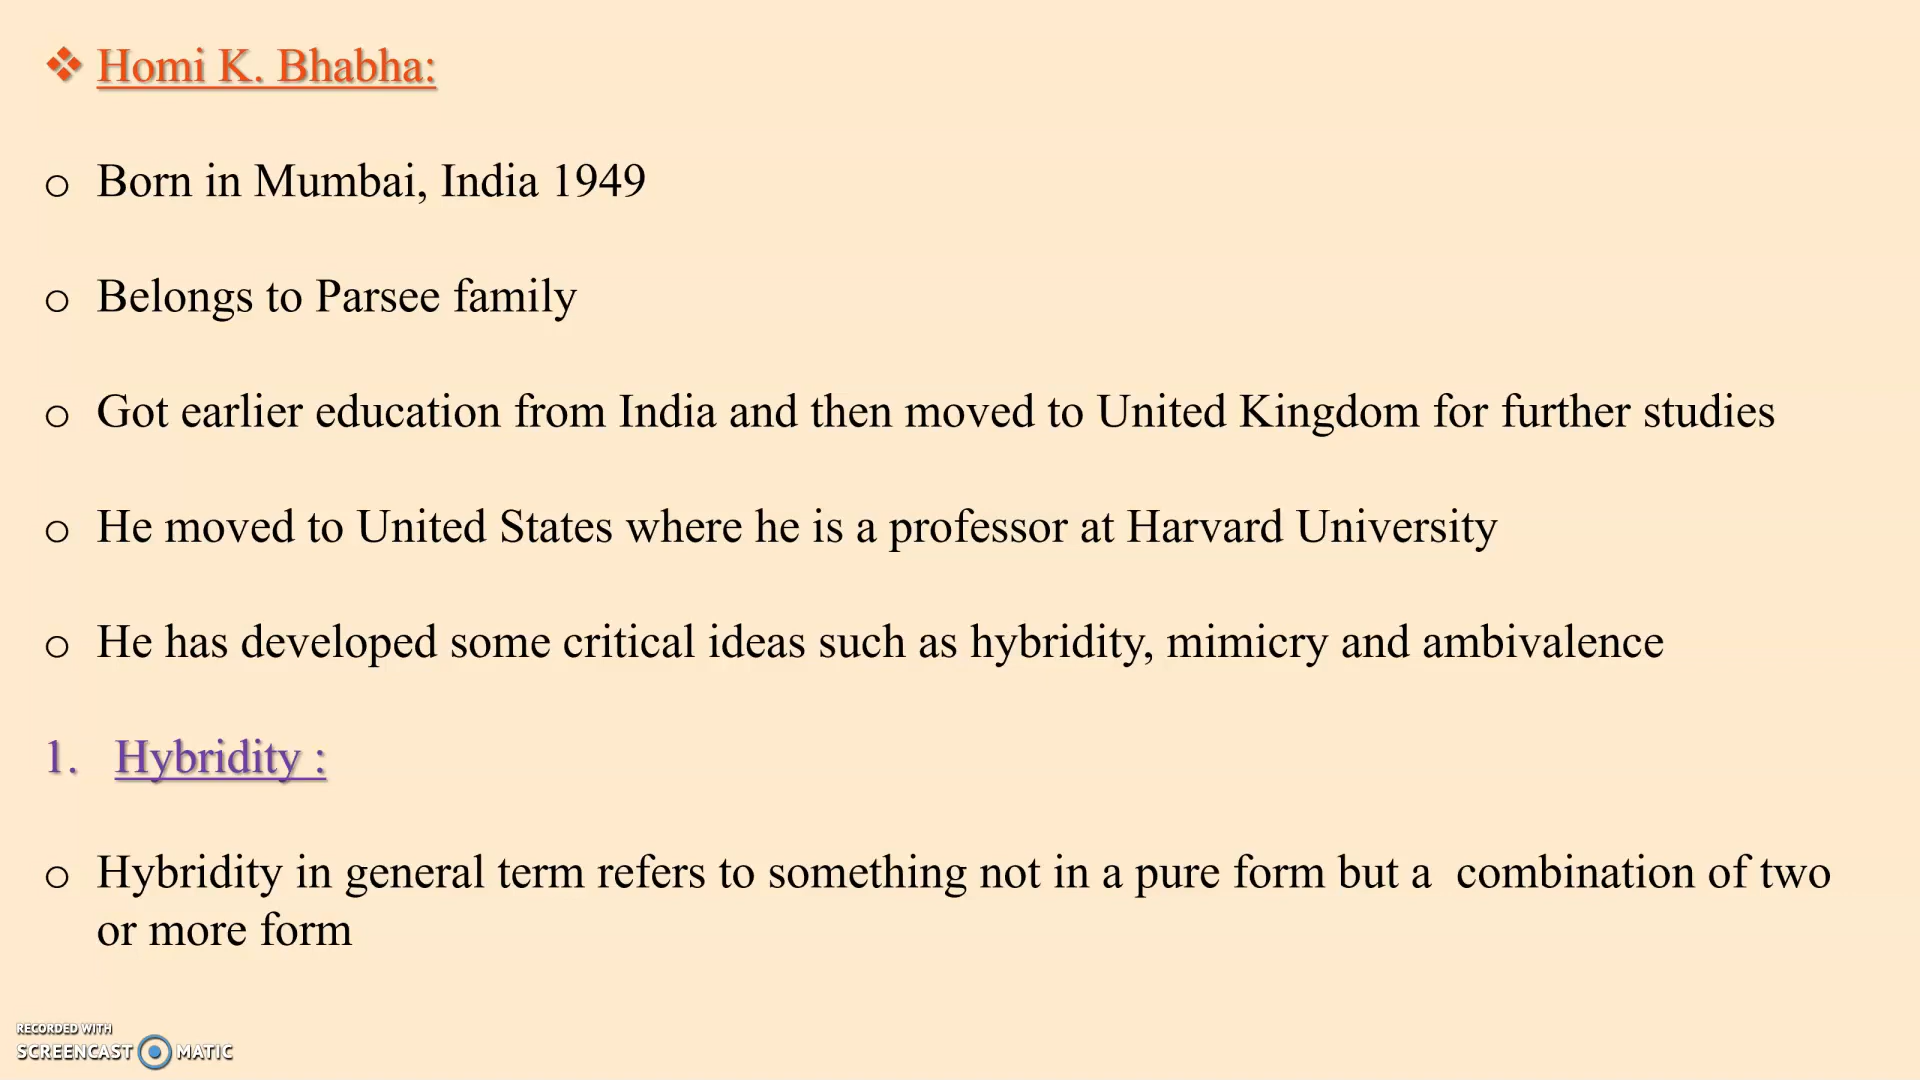 ❖ Homi K. Bhabha:
o Born in Mumbai, India 1949
o Belongs to Parsee family
o Got earlier education from India and then moved to United Kingdom for further studies
o He moved to United States where he is a professor at Harvard University
o He has developed some critical ideas such as hybridity, mimicry and ambivalence
1. Hybridity :
o Hybridity in general term refers to something not in a pure form but a  combination of two
or more form
RECORDED WITH
SCREENCAST MATIC